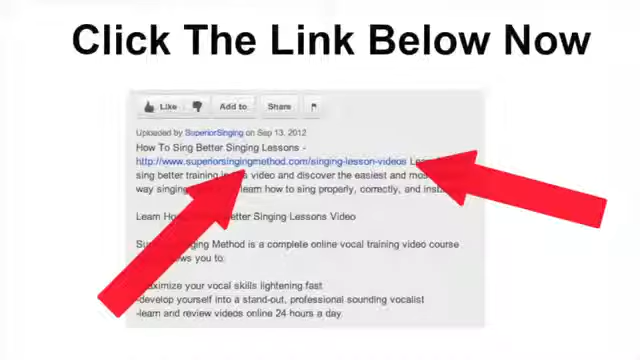 Click The Link Below Now
Like Add to Share
Uploaded by SuperiorSinging on Sep 13, 2012
How To Sing Better Singing Lessons -
http://www.superiorsingingmethod.com/singing-lesson-videos
sing better training video and discover the easiest and
way singing learn how to sing properly, correctly, and
Learn Better Singing Lessons Video
Method is a complete online vocal training video course
you to:
your vocal skills lightening fast
-develop yourself into a stand-out, professional sounding vocalist
-learn and review videos online 24 hours a day